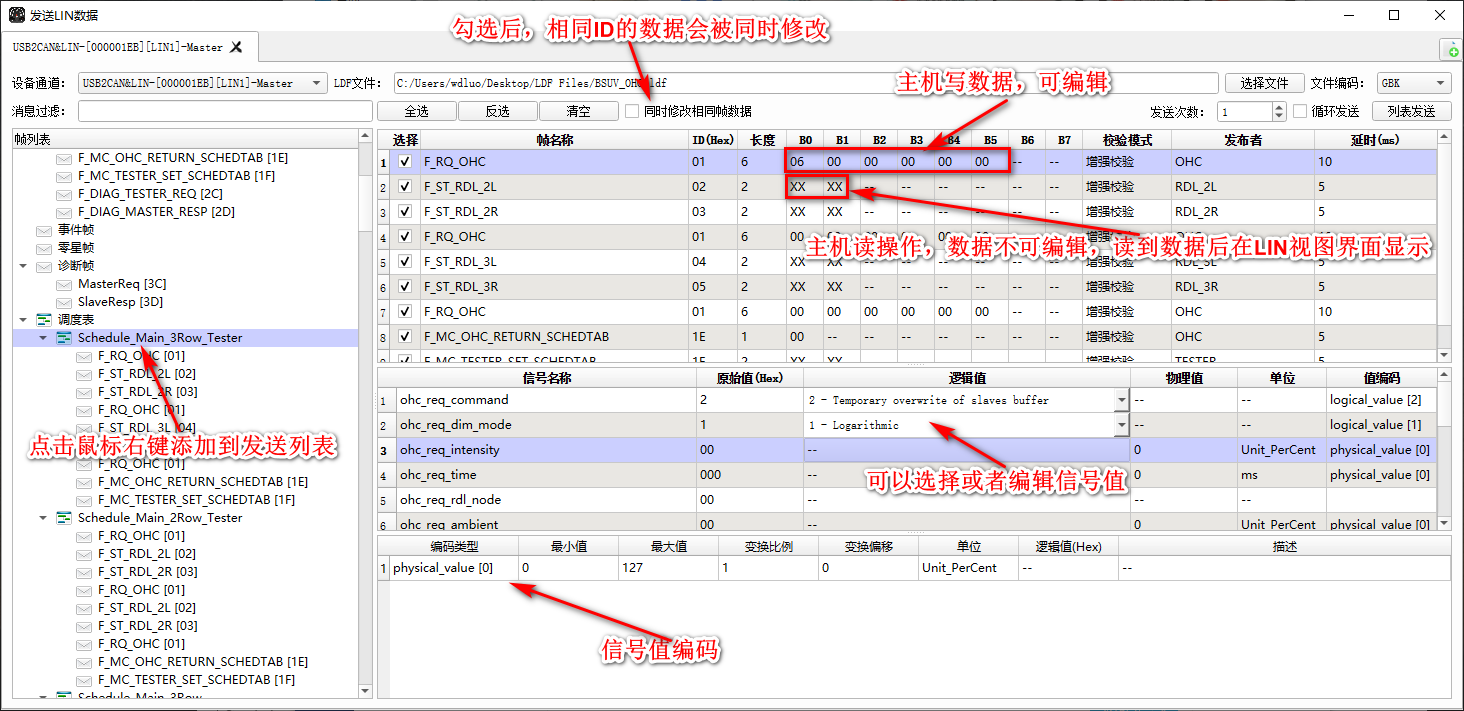 发送LIN数据
USB2CAN&LIN-[000001EB][LIN1]-Master
勾选后，相同ID的数据会被同时修改
设备通道: USB2CAN&LIN-[000001EB][LIN1]-Master LDF文件: C:/Users/wdluo/Desktop/LDF Files/BSUV_OHC.ldf 选择文件 文件编码: GBK
主机写数据，可编辑
消息过滤: 全选 反选 清空 同时修改相同帧数据 发送次数: 1 循环发送 列表发送
帧列表
F_MC_OHC_RETURN_SCHEDTAB [1E]
F_MC_TESTER_SET_SCHEDTAB [1F]
F_DIAG_TESTER_REQ [2C]
F_DIAG_MASTER_RESP [2D]
事件帧
零星帧
诊断帧
MasterReq [3C]
SlaveResp [3D]
调度表
Schedule_Main_3Row_Tester
F_RQ_OHC [01]
F_ST_RDL_2L [02]
F_ST_RDL_2R [03]
F_RQ_OHC [01]
F_ST_RDL_3L [04]
点击鼠标右键添加到发送列表
F_RQ_OHC [01]
F_MC_OHC_RETURN_SCHEDTAB [1E]
F_MC_TESTER_SET_SCHEDTAB [1F]
Schedule_Main_2Row_Tester
F_RQ_OHC [01]
F_ST_RDL_2L [02]
F_ST_RDL_2R [03]
F_RQ_OHC [01]
F_ST_RDL_2L [02]
F_ST_RDL_2R [03]
F_RQ_OHC [01]
F_MC_OHC_RETURN_SCHEDTAB [1E]
F_MC_TESTER_SET_SCHEDTAB [1F]
Schedule_Main_3Row
选择 帧名称 ID(Hex) 长度 B0 B1 B2 B3 B4 B5 B6 B7 校验模式 发布者 延时(ms)
1 F_RQ_OHC 01 6 06 00 00 00 00 00 -- -- 增强校验 OHC 10
2 F_ST_RDL_2L 02 2 XX XX -- -- -- -- -- -- 增强校验 RDL_2L 5
3 F_ST_RDL_2R 03 2 XX XX -- -- -- -- -- -- 增强校验 RDL_2R 5
4 F_RQ_OHC 01 6 00
主机读操作，数据不可编辑，读到数据后在LIN视图界面显示
5 F_ST_RDL_3L 04 2 XX XX -- -- -- -- -- -- 增强校验 RDL_3L 5
6 F_ST_RDL_3R 05 2 XX XX -- -- -- -- -- -- 增强校验 RDL_3R 5
7 F_RQ_OHC 01 6 00 00 00 00 00 00 -- -- 增强校验 OHC 10
8 F_MC_OHC_RETURN_SCHEDTAB 1E 1 00 -- -- -- -- -- -- -- 增强校验 OHC 5
9 F_MC_TESTER_SET_SCHEDTAB 1F 2 XX XX -- -- -- -- -- -- 增强校验 TESTER 5
信号名称 原始值(Hex) 逻辑值 物理值 单位 值编码
1 ohc_req_command 2 2 - Temporary overwrite of slaves buffer -- -- logical_value [2]
2 ohc_req_dim_mode 1 1 - Logarithmic -- -- logical_value [1]
3 ohc_req_intensity 00 -- 0 Unit_PerCent physical_value [0]
4 ohc_req_time 000 -- 0 ms physical_value [0]
可以选择或者编辑信号值
5 ohc_req_rdl_node 00 -- -- --
6 ohc_req_ambient 00 -- 0 Unit_PerCent physical_value [0]
编码类型 最小值 最大值 变换比例 变换偏移 单位 逻辑值(Hex) 描述
1 physical_value [0] 0 127 1 0 Unit_PerCent -- --
信号值编码